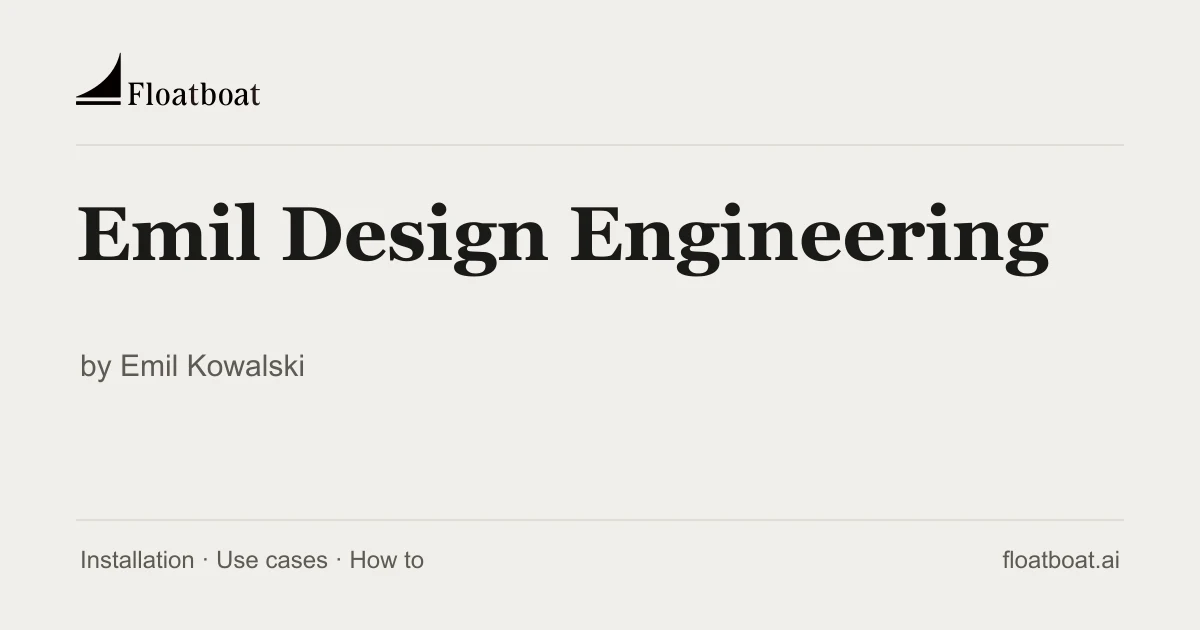 Floatboat
Emil Design Engineering
by Emil Kowalski
Installation · Use cases · How to
floatboat.ai